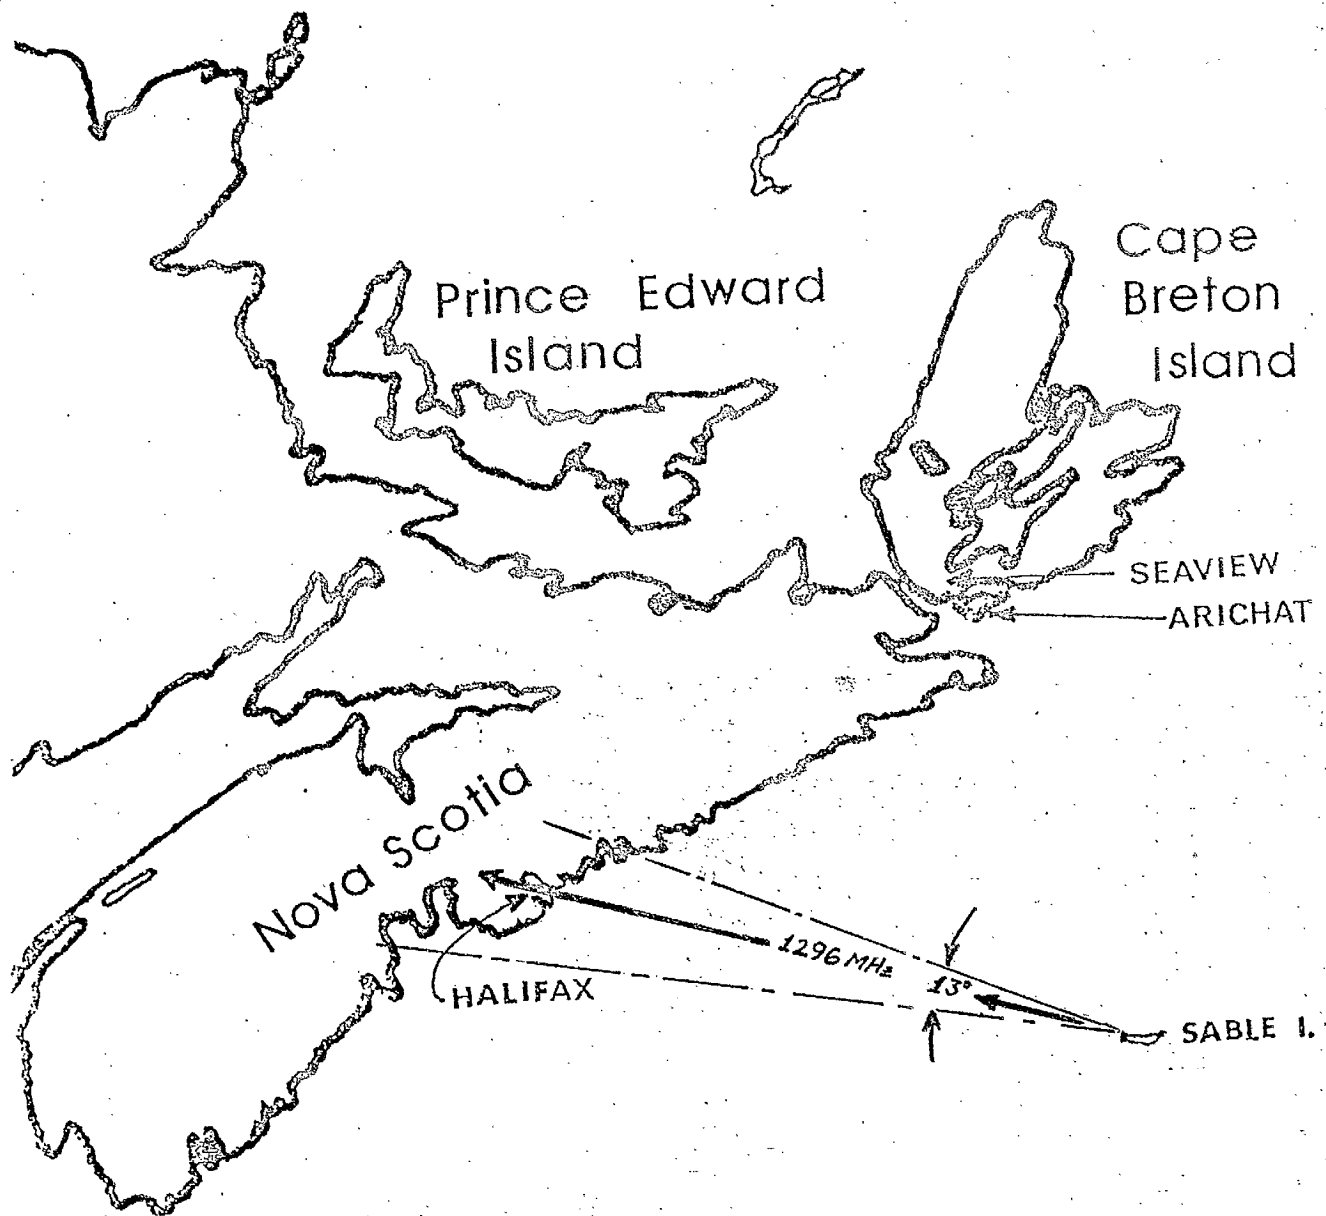 Cape
Breton
Island
Prince Edward
Island
SEAVIEW
ARICHAT
Nova Scotia
1296 MHz
13°
HALIFAX
SABLE I.